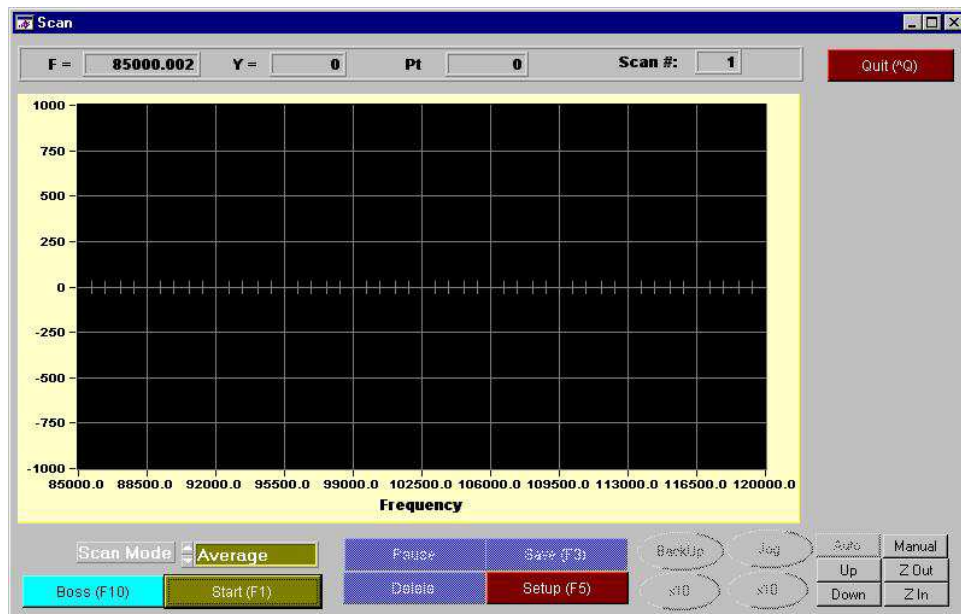 Scan
F = 85000.002 Y = 0 Pt 0 Scan #: 1
Quit (^Q)
1000
750
500
250
0
-250
-500
-750
-1000
85000.0 88500.0 92000.0 95500.0 99000.0 102500.0 106000.0 109500.0 113000.0 116500.0 120000.0
Frequency
Scan Mode Average
Pause Save (F3)
BackUp Jog
Auto Manual
Boss (F10) Start (F1)
Delete Setup (F5)
x10 x10
Up Z Out
Down Z In